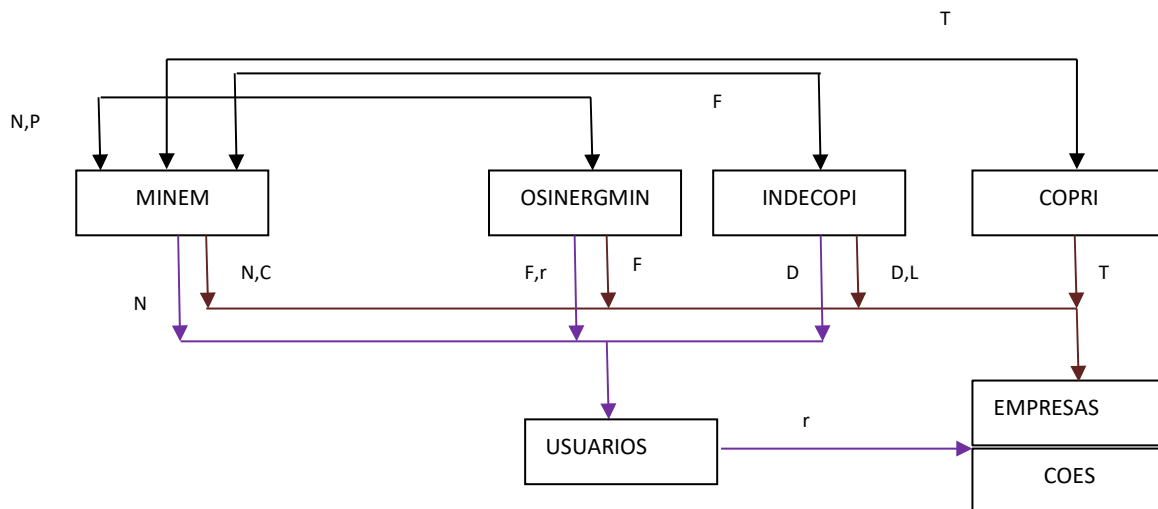 T
F
N,P
MINEM
OSINERGMIN
INDECOPI
COPRI
N,C
F,r
F
D
D,L
T
N
EMPRESAS
r
USUARIOS
COES